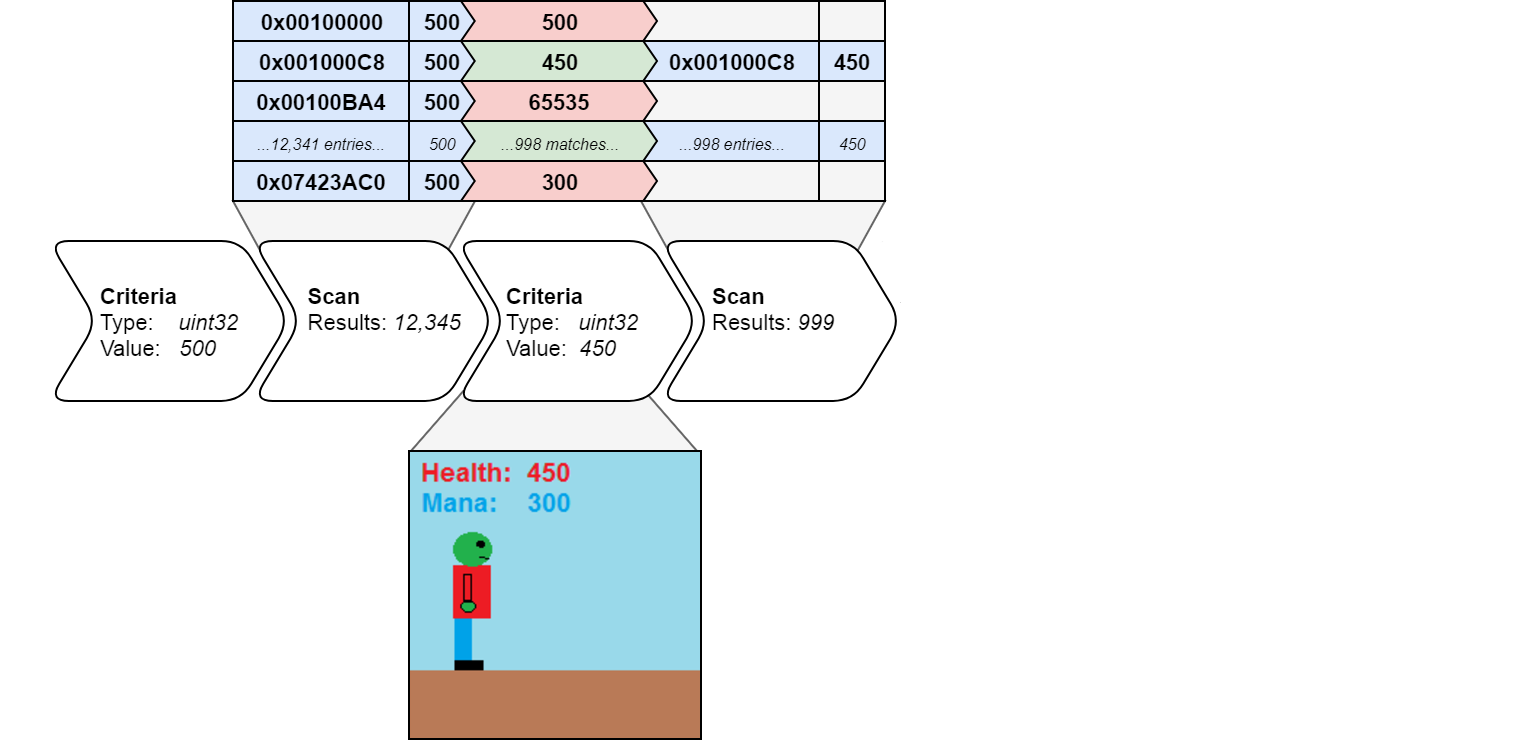 0x00100000 500 500
0x001000C8 500 450 0x001000C8 450
0x00100BA4 500 65535
...12,341 entries... 500 ...998 matches... ...998 entries... 450
0x07423AC0 500 300
Criteria
Type: uint32
Value: 500
Scan
Results: 12,345
Criteria
Type: uint32
Value: 450
Scan
Results: 999
Health: 450
Mana: 300